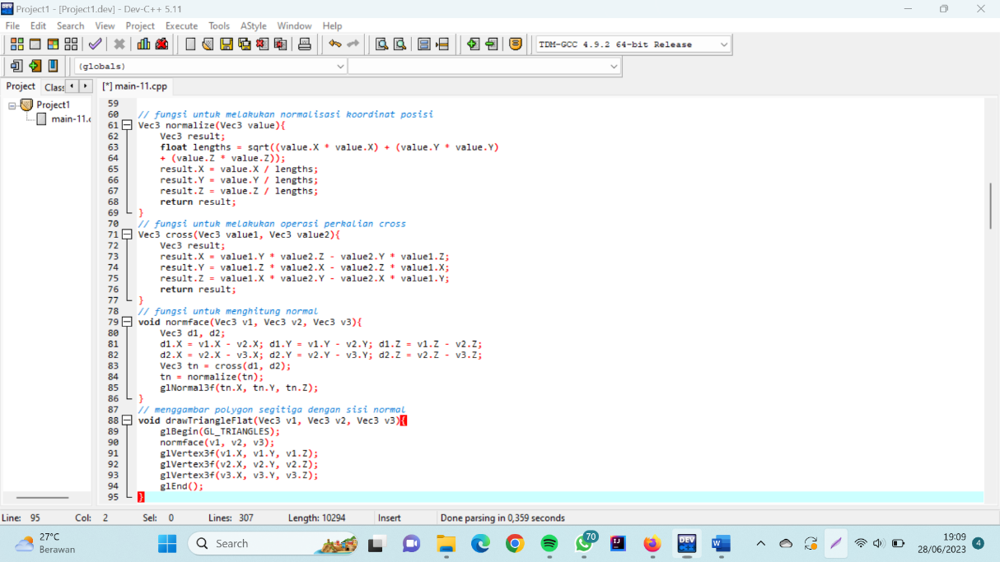 Project1 - [Project1.dev] - Dev-C++ 5.11
File Edit Search View Project Execute Tools AStyle Window Help
TDM-GCC 4.9.2 64-bit Release
(globals)
Project Clas [*] main-11.cpp
Project1
main-11.c
59
60 // fungsi untuk melakukan normalisasi koordinat posisi
61 Vec3 normalize(Vec3 value){
62 Vec3 result;
63 float lengths = sqrt((value.X * value.X) + (value.Y * value.Y)
64 + (value.Z * value.Z));
65 result.X = value.X / lengths;
66 result.Y = value.Y / lengths;
67 result.Z = value.Z / lengths;
68 return result;
69 }
70 // fungsi untuk melakukan operasi perkalian cross
71 Vec3 cross(Vec3 value1, Vec3 value2){
72 Vec3 result;
73 result.X = value1.Y * value2.Z - value2.Y * value1.Z;
74 result.Y = value1.Z * value2.X - value2.Z * value1.X;
75 result.Z = value1.X * value2.Y - value2.X * value1.Y;
76 return result;
77 }
78 // fungsi untuk menghitung normal
79 void normface(Vec3 v1, Vec3 v2, Vec3 v3){
80 Vec3 d1, d2;
81 d1.X = v1.X - v2.X; d1.Y = v1.Y - v2.Y; d1.Z = v1.Z - v2.Z;
82 d2.X = v2.X - v3.X; d2.Y = v2.Y - v3.Y; d2.Z = v2.Z - v3.Z;
83 Vec3 tn = cross(d1, d2);
84 tn = normalize(tn);
85 glNormal3f(tn.X, tn.Y, tn.Z);
86 }
87 // menggambar polygon segitiga dengan sisi normal
88 void drawTriangleFlat(Vec3 v1, Vec3 v2, Vec3 v3){
89 glBegin(GL_TRIANGLES);
90 normface(v1, v2, v3);
91 glVertex3f(v1.X, v1.Y, v1.Z);
92 glVertex3f(v2.X, v2.Y, v2.Z);
93 glVertex3f(v3.X, v3.Y, v3.Z);
94 glEnd();
95 }
Line: 95 Col: 2 Sel: 0 Lines: 307 Length: 10294 Insert Done parsing in 0,359 seconds
27°C
Berawan
Search
70
19:09
28/06/2023
4